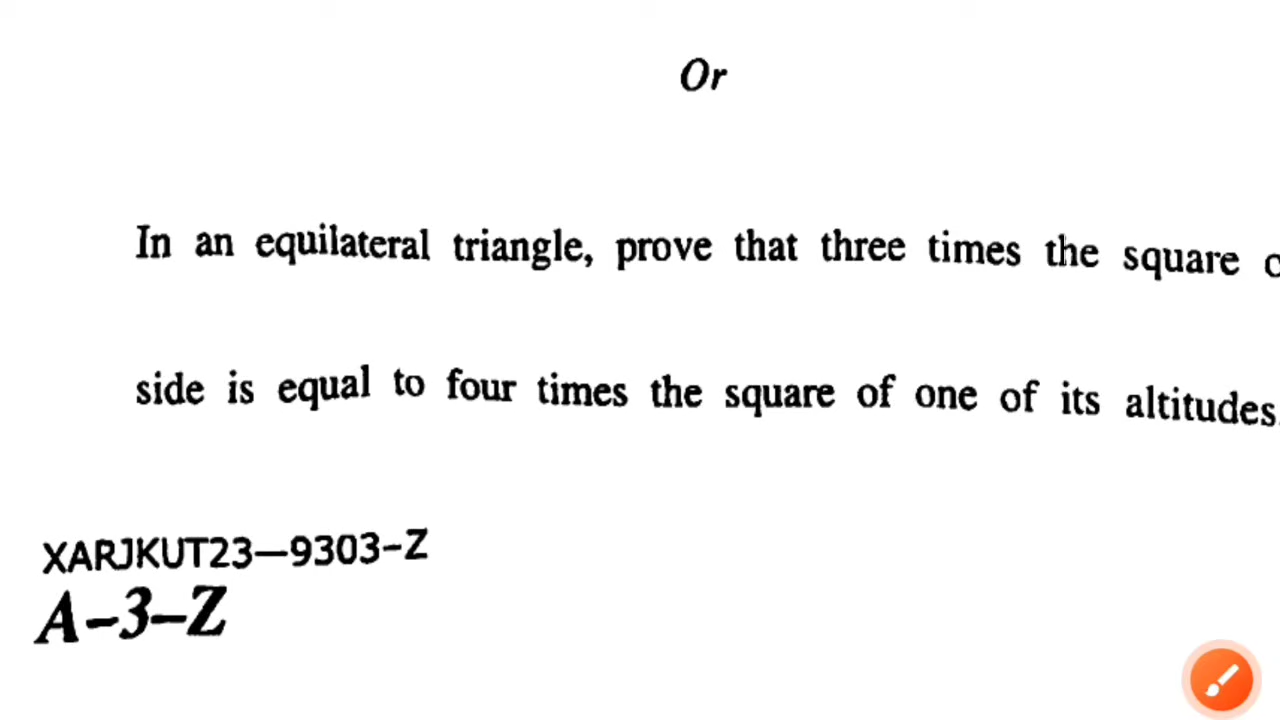 Or
In an equilateral triangle, prove that three times the square
side is equal to four times the square of one of its altitudes.
XARJKUT23—9303-Z
A-3-Z